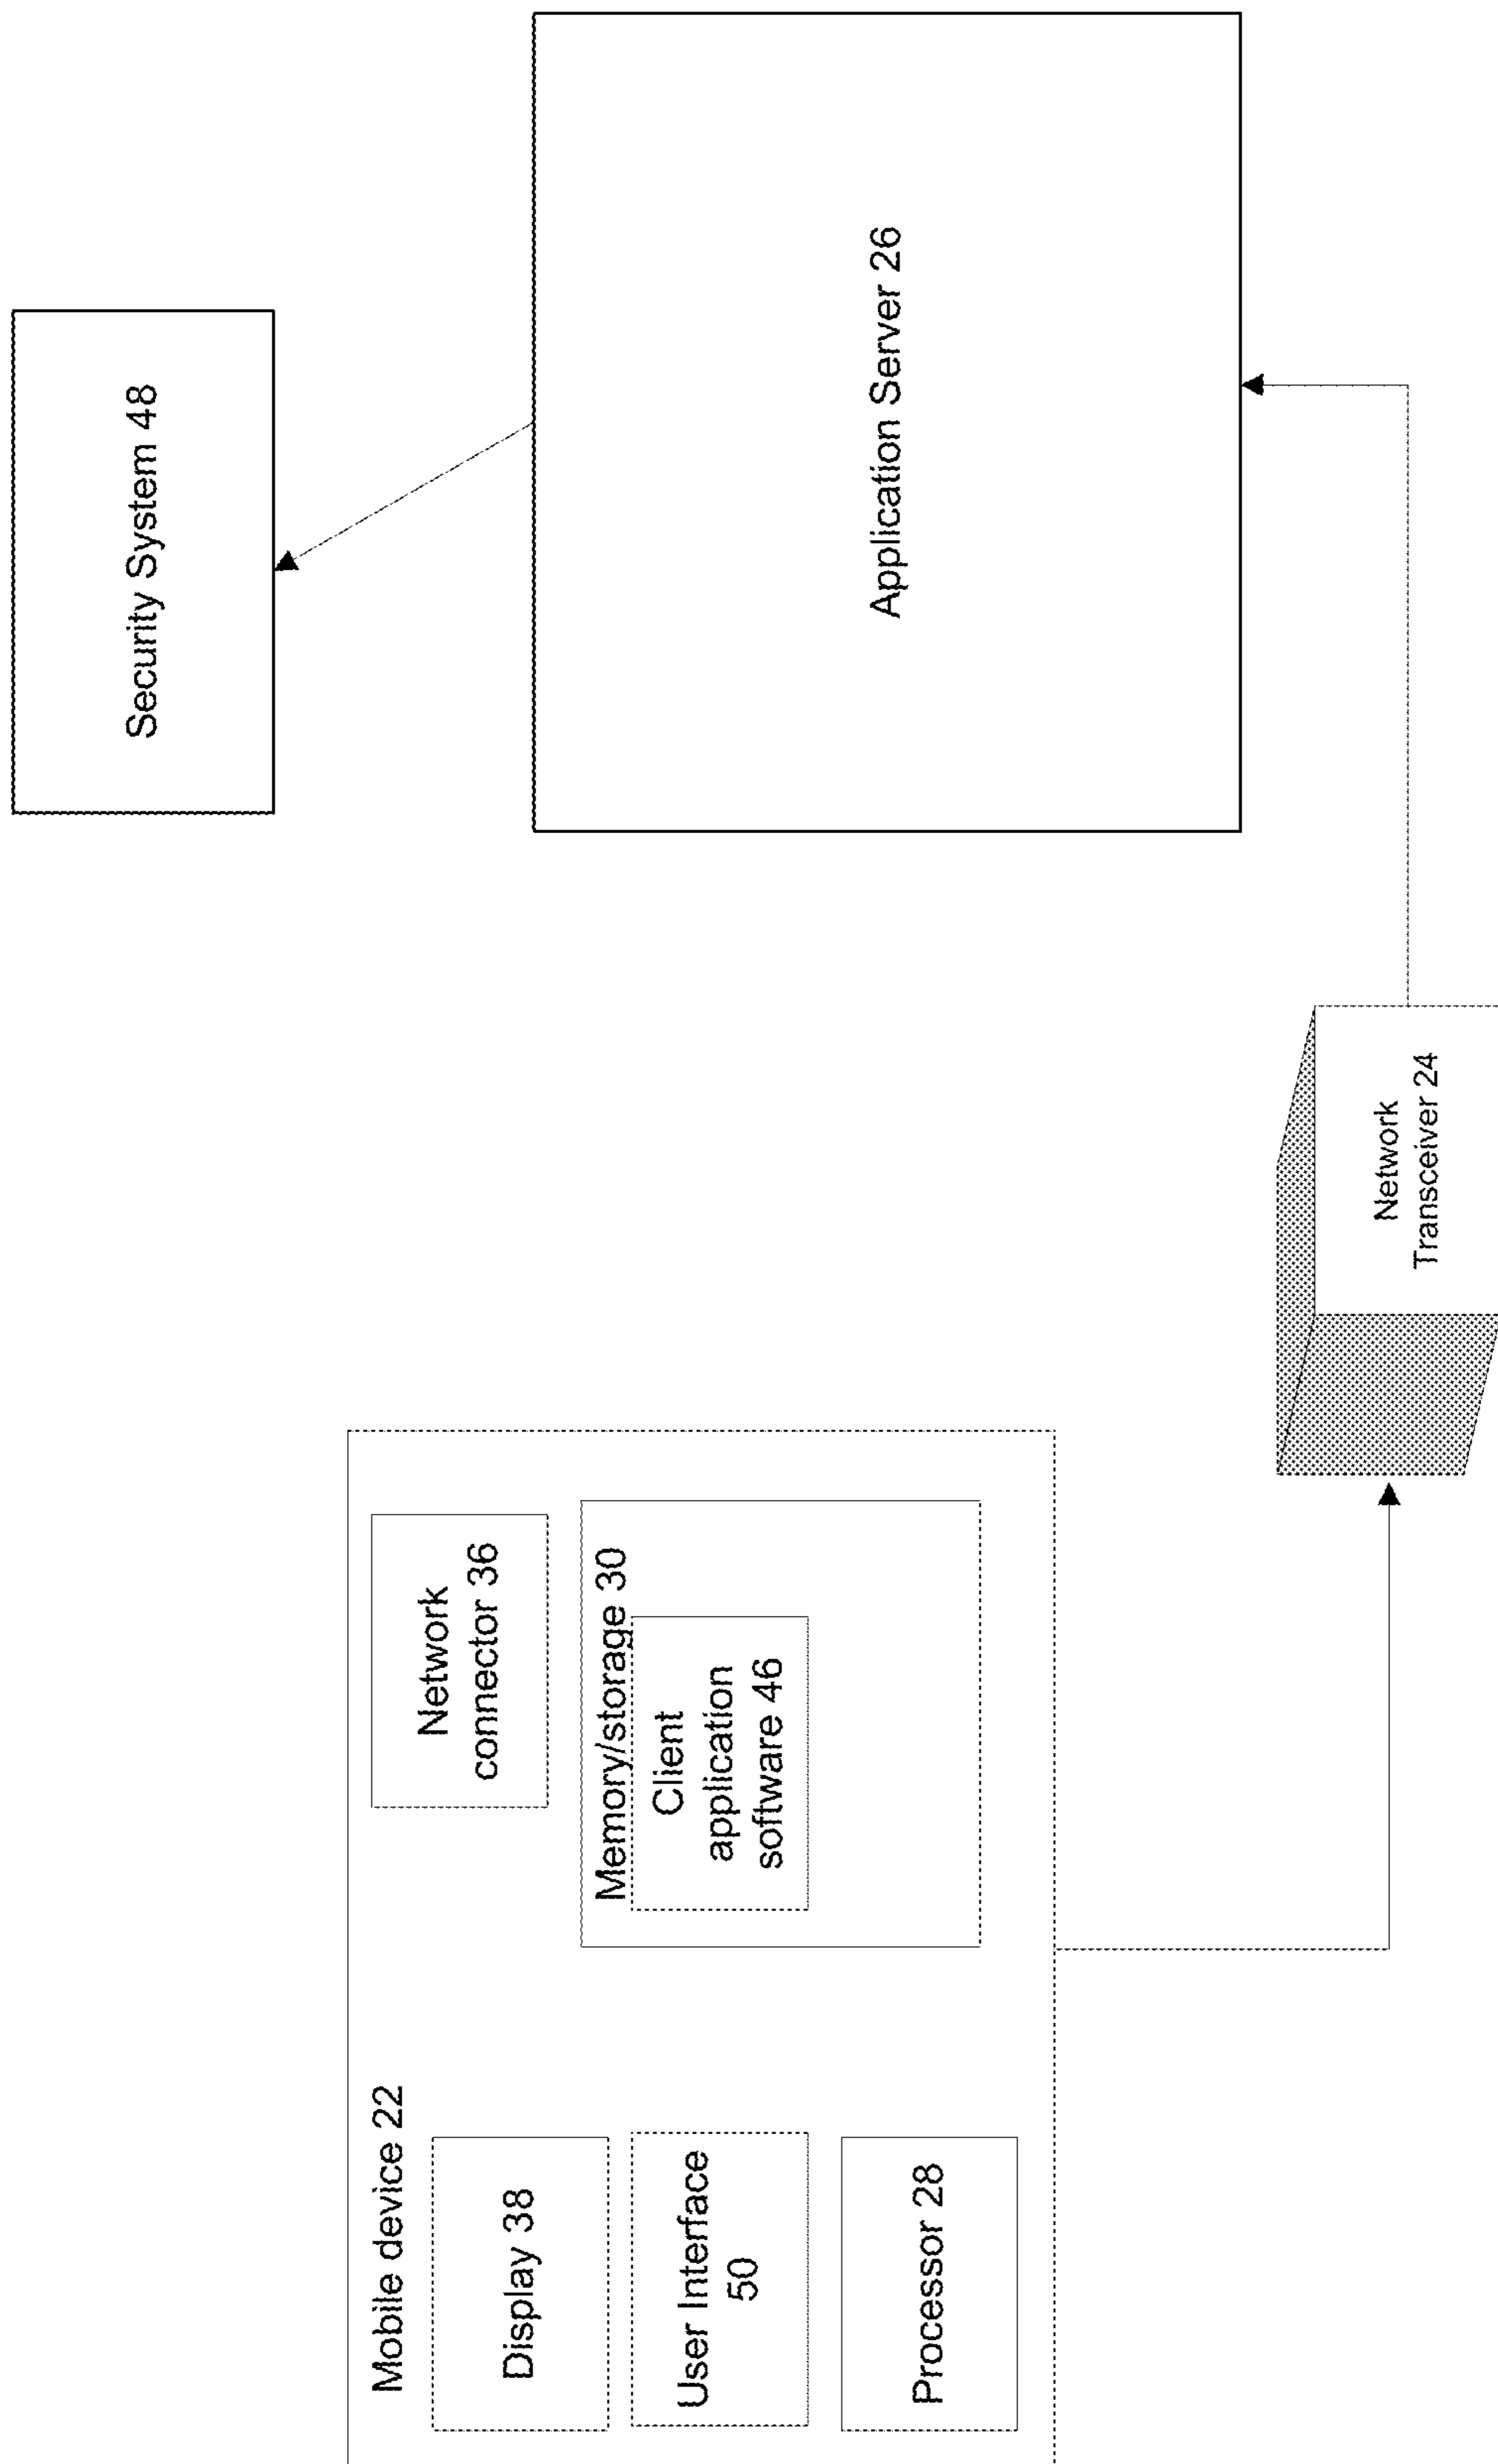 Mobile device 22
Display 38
User Interface
50
Processor 28
Network
connector 36
Memory/storage 30
Client
application
software 46
Network
Transceiver 24
Application Server 26
Security System 48